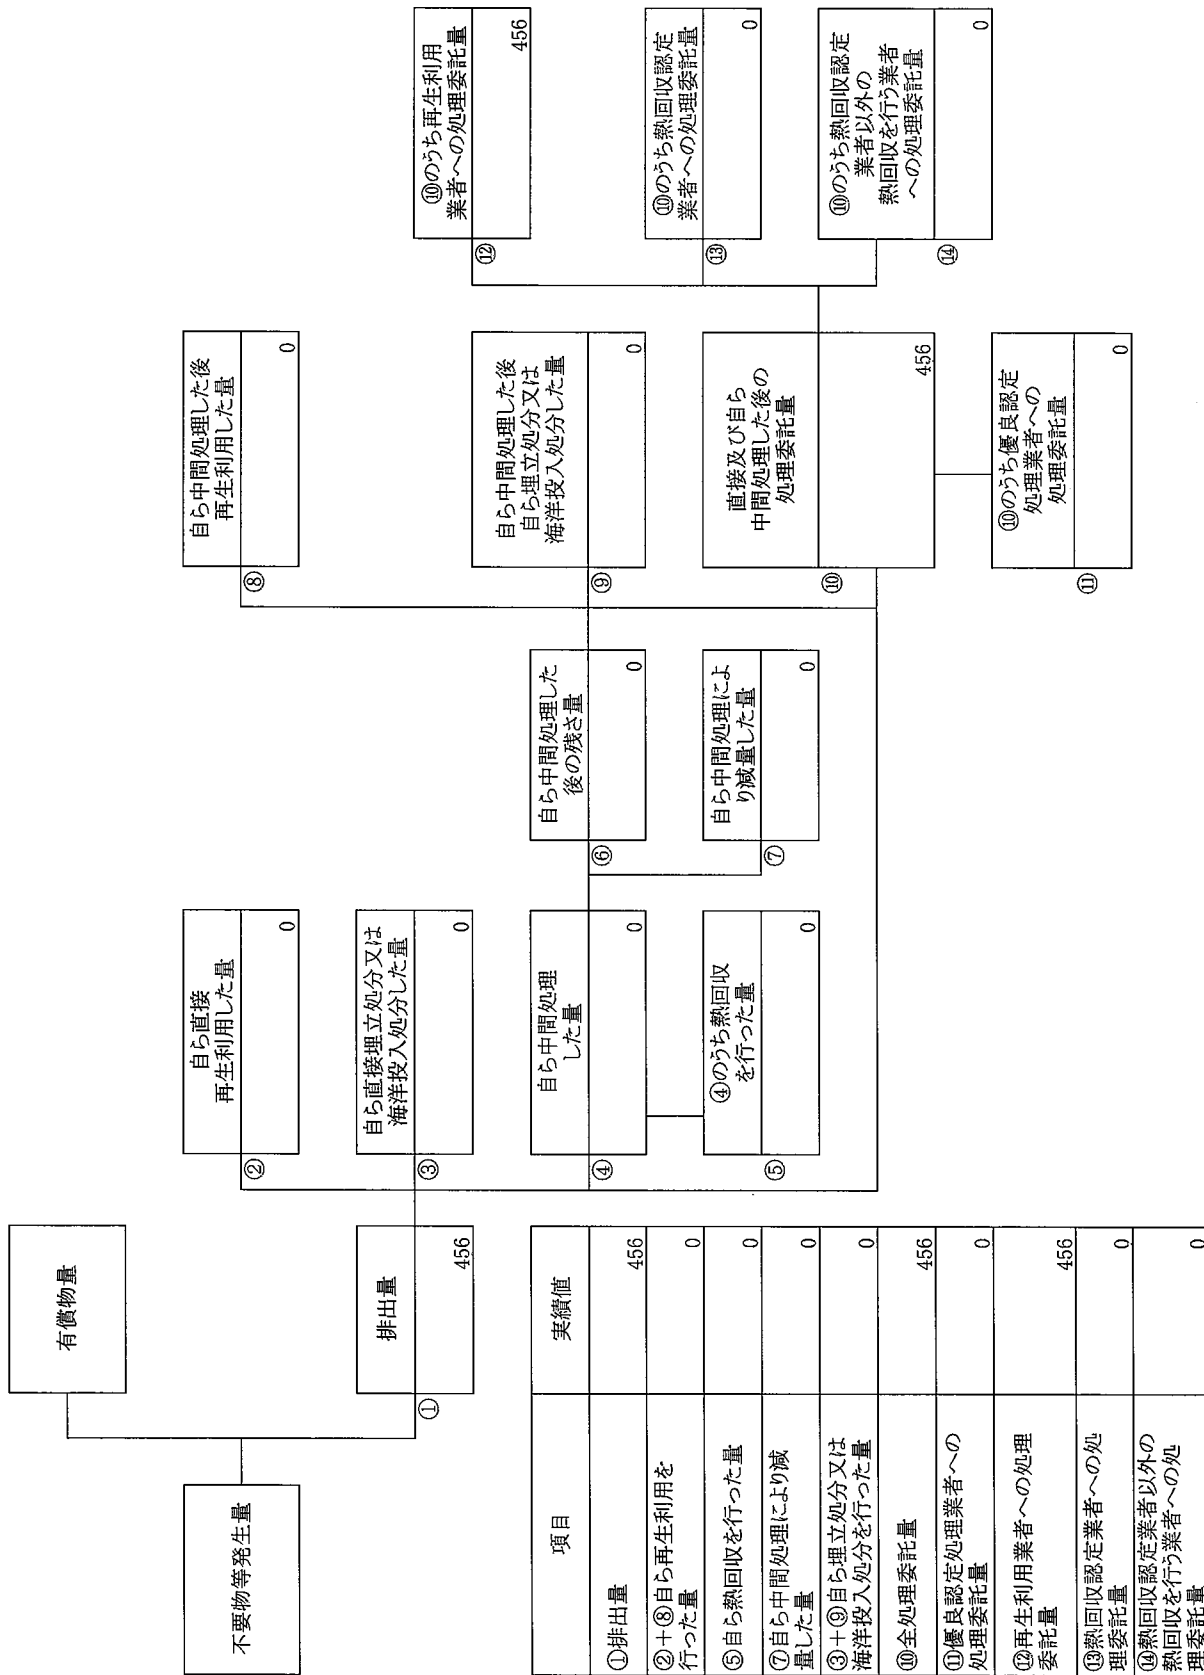 不要物等発生量
有償物量
排出量
①
456
自ら直接
再生利用した量
②
0
自ら直接埋立処分又は
海洋投入処分した量
③
0
自ら中間処理
した量
④
0
④のうち熱回収
を行った量
⑤
0
自ら中間処理した
後の残さ量
⑥
0
自ら中間処理によ
り減量した量
⑦
0
自ら中間処理した後
再生利用した量
⑧
0
自ら中間処理した後
自ら埋立処分又は
海洋投入処分した量
⑨
0
直接及び自ら
中間処理した後の
処理委託量
⑩
456
⑩のうち優良認定
処理業者への
処理委託量
⑪
0
⑩のうち再生利用
業者への処理委託量
⑫
456
⑩のうち熱回収認定
業者への処理委託量
⑬
0
⑩のうち熱回収認定
業者以外の
熱回収を行う業者
への処理委託量
⑭
0
項目 実績値
①排出量 456
②+⑧自ら再生利用を
行った量 0
⑤自ら熱回収を行った量 0
⑦自ら中間処理により減
量した量 0
③+⑨自ら埋立処分又は
海洋投入処分を行った量 0
⑩全処理委託量 456
⑪優良認定処理業者への
処理委託量 0
⑫再生利用業者への処理
委託量 456
⑬熱回収認定業者への処
理委託量 0
⑭熱回収認定業者以外の
熱回収を行う業者への処
理委託量 0